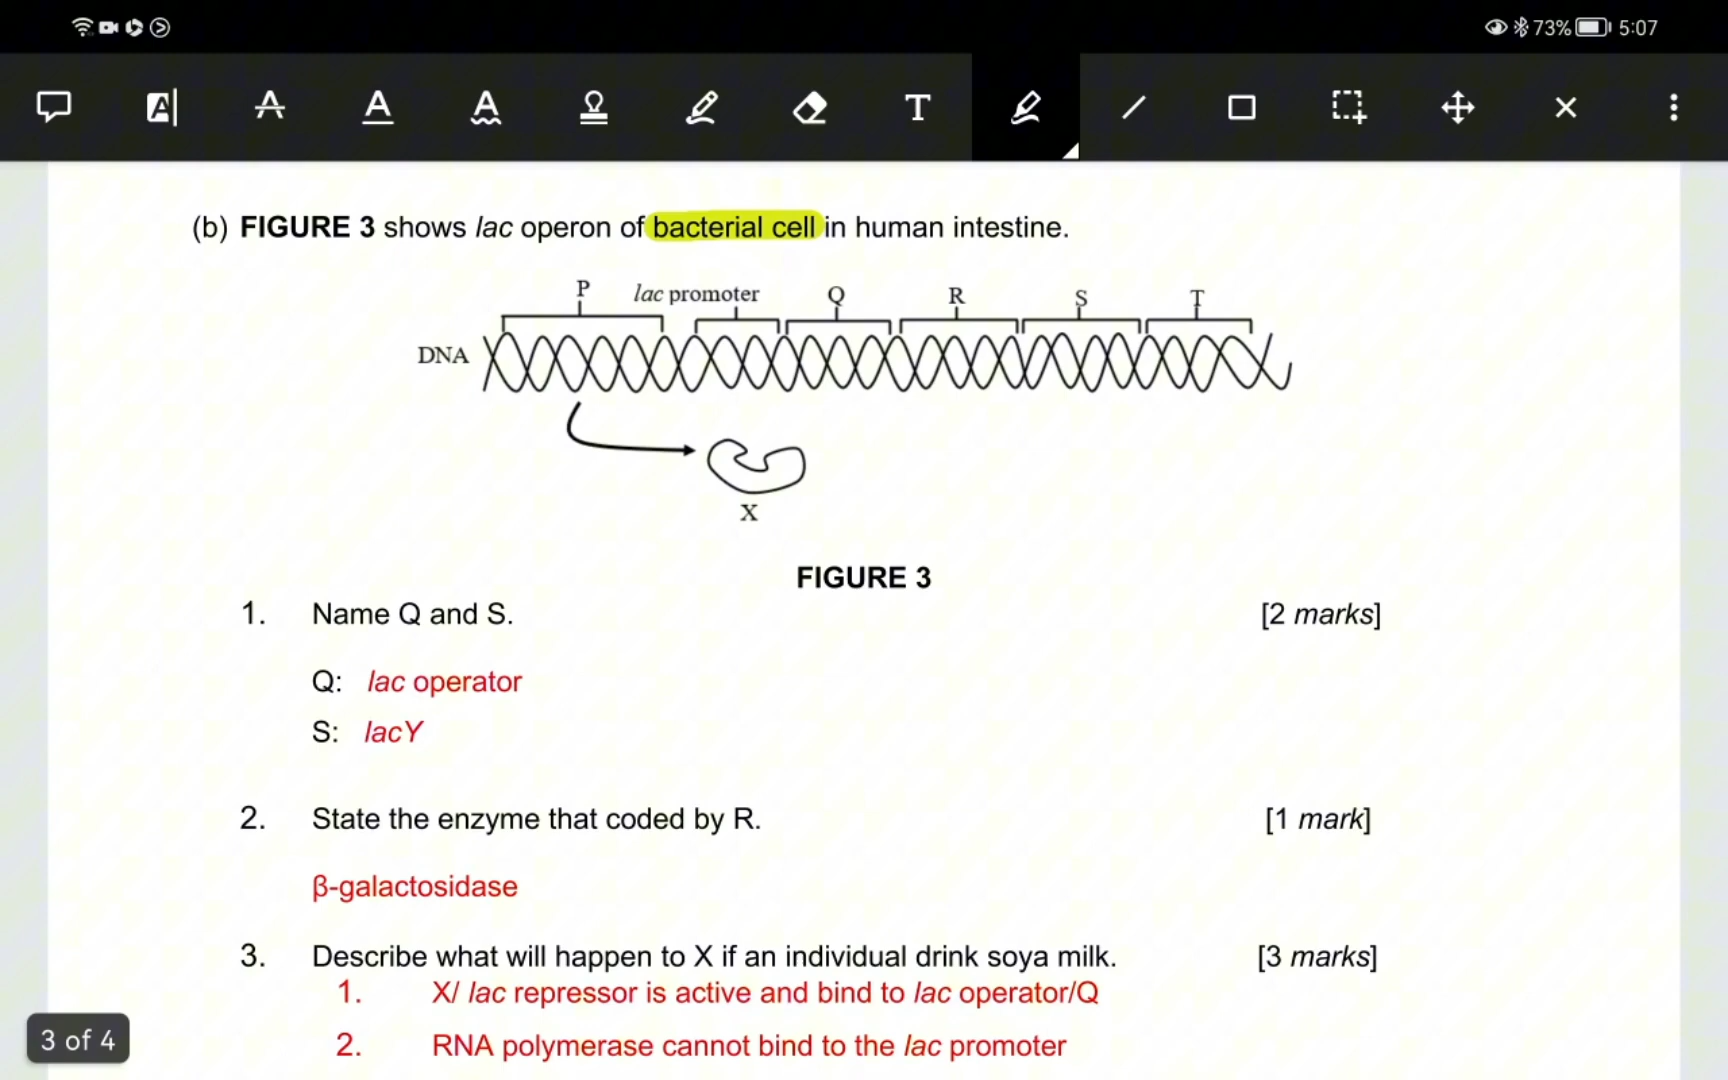 73% 5:07
A A A A T
(b) FIGURE 3 shows lac operon of bacterial cell in human intestine.
P lac promoter Q R S T
DNA
X
FIGURE 3
1. Name Q and S. [2 marks]
Q: lac operator
S: lacY
2. State the enzyme that coded by R. [1 mark]
β-galactosidase
3. Describe what will happen to X if an individual drink soya milk. [3 marks]
1. X/ lac repressor is active and bind to lac operator/Q
2. RNA polymerase cannot bind to the lac promoter
3 of 4